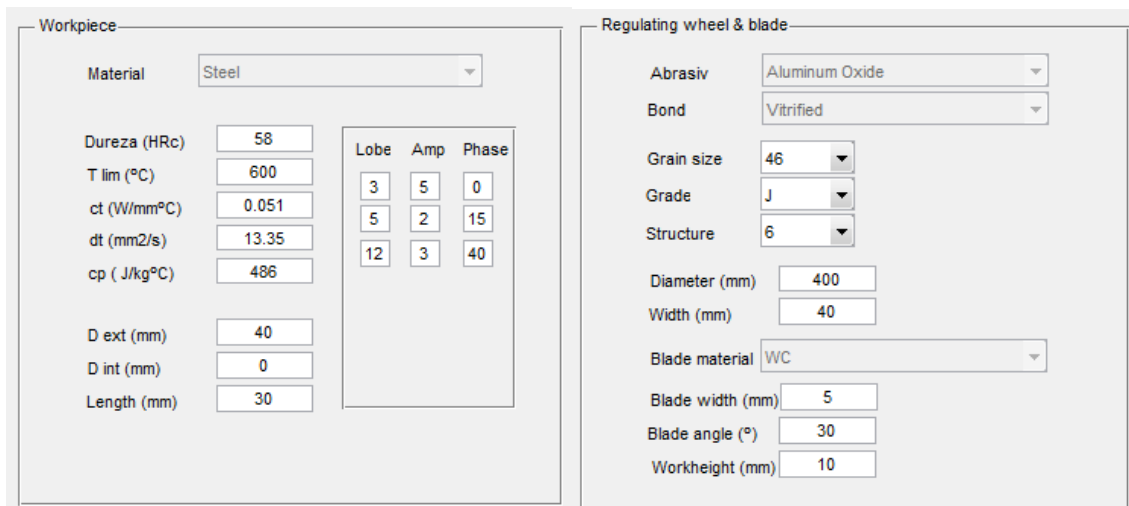 Workpiece
Material Steel
Dureza (HRc) 58
T lim (ºC) 600
ct (W/mmºC) 0.051
dt (mm2/s) 13.35
cp ( J/kgºC) 486
D ext (mm) 40
D int (mm) 0
Length (mm) 30
Lobe Amp Phase
3 5 0
5 2 15
12 3 40
Regulating wheel & blade
Abrasiv Aluminum Oxide
Bond Vitrified
Grain size 46
Grade J
Structure 6
Diameter (mm) 400
Width (mm) 40
Blade material WC
Blade width (mm) 5
Blade angle (º) 30
Workheight (mm) 10